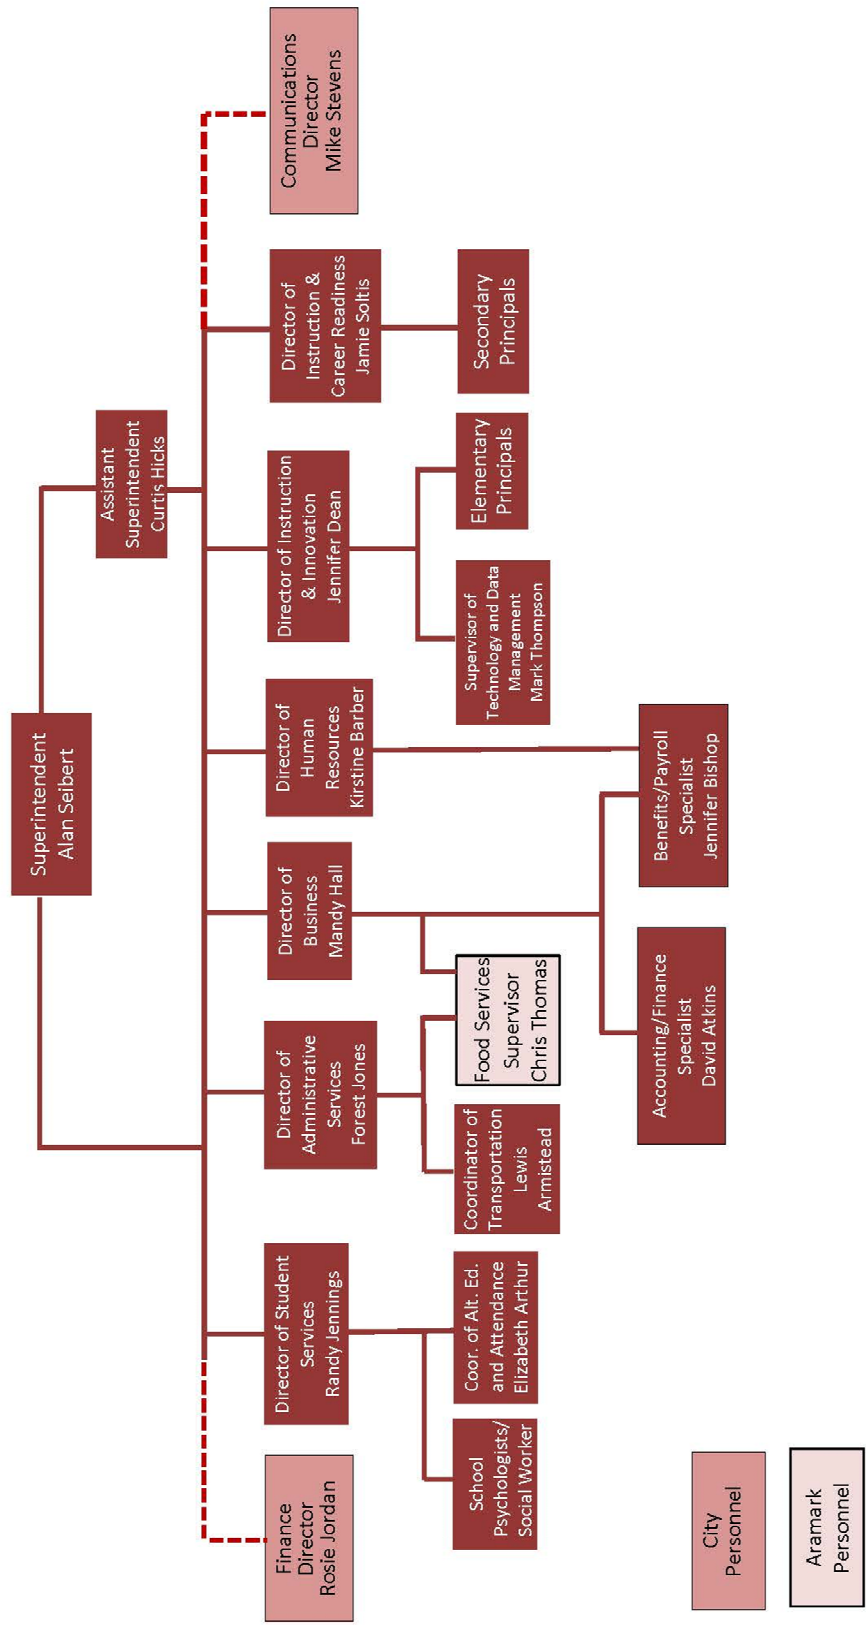 Superintendent
Alan Seibert
Assistant
Superintendent
Curtis Hicks
Finance
Director
Rosie Jordan
Director of Student
Services
Randy Jennings
Director of
Administrative
Services
Forest Jones
Director of
Business
Mandy Hall
Director of
Human
Resources
Kirstine Barber
Director of Instruction
& Innovation
Jennifer Dean
Director of
Instruction &
Career Readiness
Jamie Soltis
Communications
Director
Mike Stevens
School
Psychologists/
Social Worker
Coor. of Alt. Ed.
and Attendance
Elizabeth Arthur
Coordinator of
Transportation
Lewis
Armistead
Food Services
Supervisor
Chris Thomas
Supervisor of
Technology and Data
Management
Mark Thompson
Elementary
Principals
Secondary
Principals
Accounting/Finance
Specialist
David Atkins
Benefits/Payroll
Specialist
Jennifer Bishop
City
Personnel
Aramark
Personnel